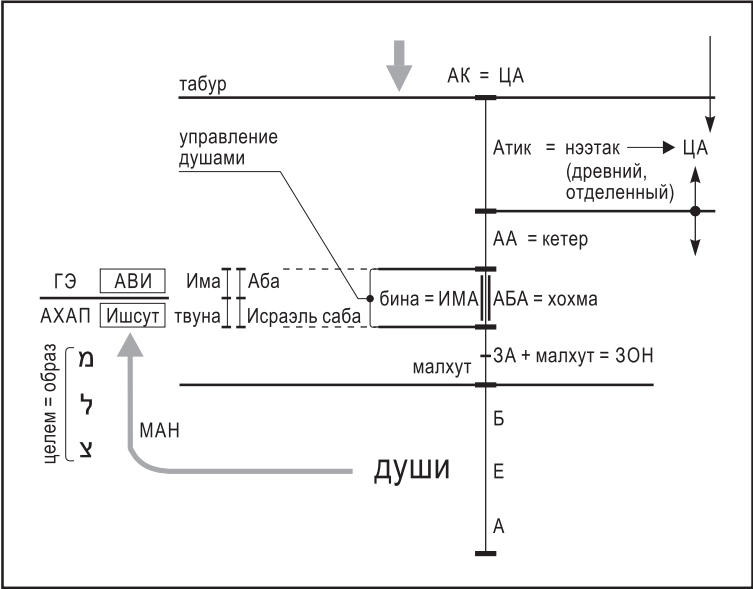 АК = ЦА
табур
управление
душами
Атик = нээтак → ЦА
(древний,
отделенный)
АА = кетер
ГЭ АВИ Има Аба
бина = ИМА АБА = хохма
АХАП Ишсут твуна Исраэль саба
целем = образ
מ
ל
צ
ЗА + малхут = ЗОН
малхут
МАН
души
Б
Е
А